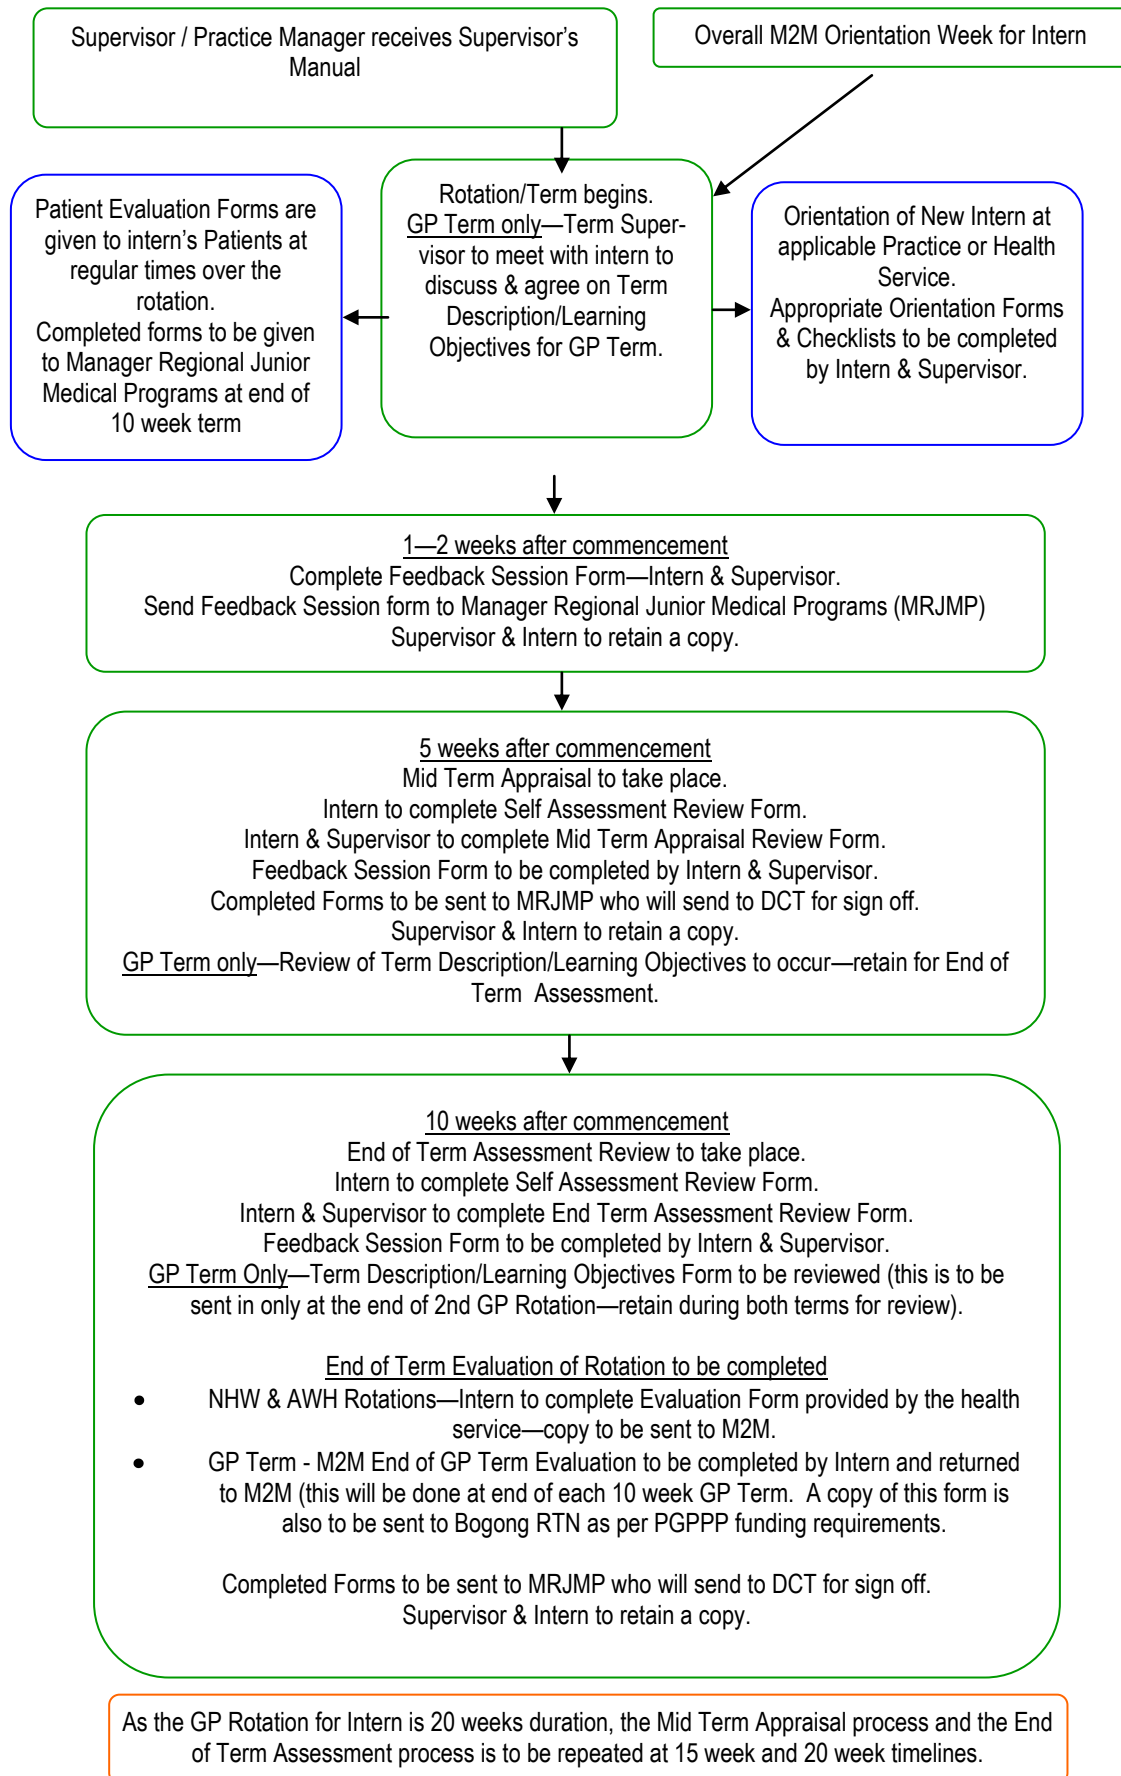 Supervisor / Practice Manager receives Supervisor's
Manual
Overall M2M Orientation Week for Intern
Patient Evaluation Forms are
given to intern's Patients at
regular times over the
rotation.
Completed forms to be given
to Manager Regional Junior
Medical Programs at end of
10 week term
Rotation/Term begins.
GP Term only—Term Super-
visor to meet with intern to
discuss & agree on Term
Description/Learning
Objectives for GP Term.
Orientation of New Intern at
applicable Practice or Health
Service.
Appropriate Orientation Forms
& Checklists to be completed
by Intern & Supervisor.
1—2 weeks after commencement
Complete Feedback Session Form—Intern & Supervisor.
Send Feedback Session form to Manager Regional Junior Medical Programs (MRJMP)
Supervisor & Intern to retain a copy.
5 weeks after commencement
Mid Term Appraisal to take place.
Intern to complete Self Assessment Review Form.
Intern & Supervisor to complete Mid Term Appraisal Review Form.
Feedback Session Form to be completed by Intern & Supervisor.
Completed Forms to be sent to MRJMP who will send to DCT for sign off.
Supervisor & Intern to retain a copy.
GP Term only—Review of Term Description/Learning Objectives to occur—retain for End of
Term Assessment.
10 weeks after commencement
End of Term Assessment Review to take place.
Intern to complete Self Assessment Review Form.
Intern & Supervisor to complete End Term Assessment Review Form.
Feedback Session Form to be completed by Intern & Supervisor.
GP Term Only—Term Description/Learning Objectives Form to be reviewed (this is to be
sent in only at the end of 2nd GP Rotation—retain during both terms for review).
End of Term Evaluation of Rotation to be completed
• NHW & AWH Rotations—Intern to complete Evaluation Form provided by the health
service—copy to be sent to M2M.
• GP Term - M2M End of GP Term Evaluation to be completed by Intern and returned
to M2M (this will be done at end of each 10 week GP Term. A copy of this form is
also to be sent to Bogong RTN as per PGPPP funding requirements.
Completed Forms to be sent to MRJMP who will send to DCT for sign off.
Supervisor & Intern to retain a copy.
As the GP Rotation for Intern is 20 weeks duration, the Mid Term Appraisal process and the End
of Term Assessment process is to be repeated at 15 week and 20 week timelines.